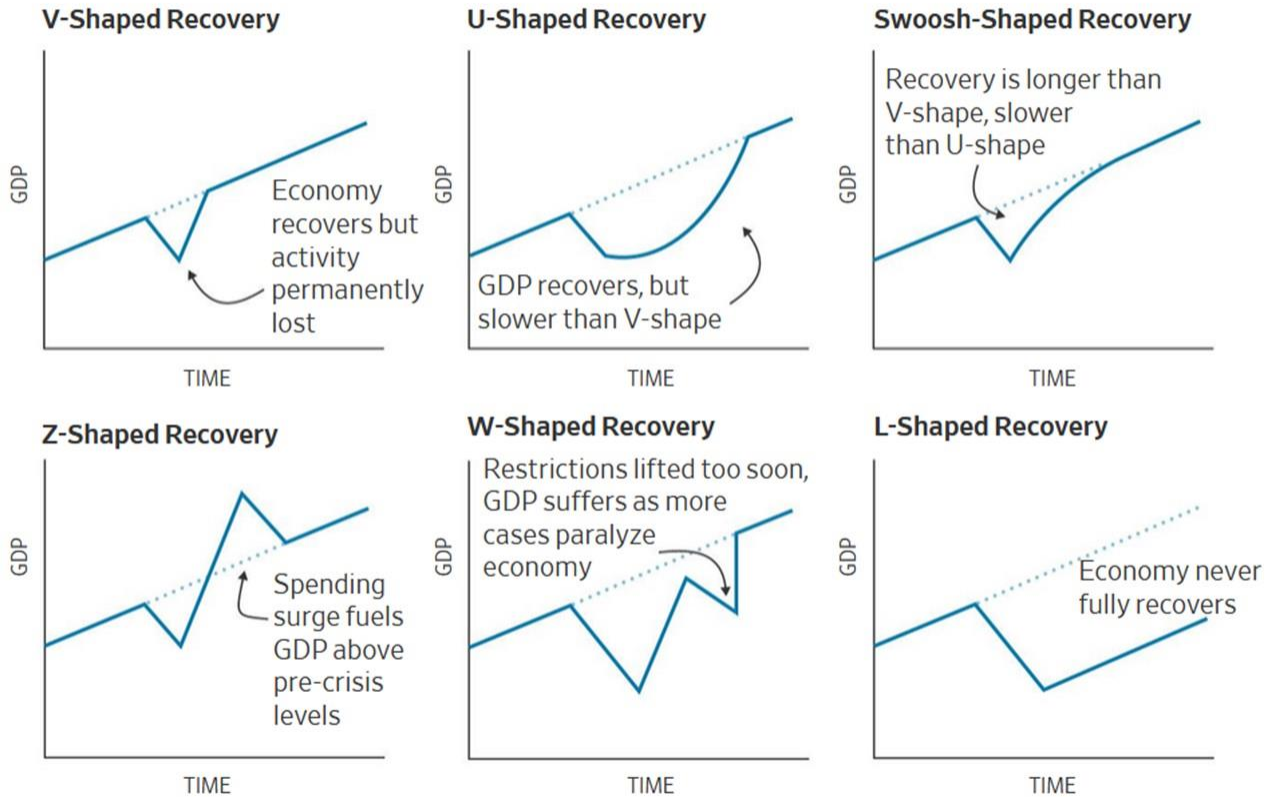 V-Shaped Recovery
GDP
Economy
recovers but
activity
permanently
lost
TIME
U-Shaped Recovery
GDP
GDP recovers, but
slower than V-shape
TIME
Swoosh-Shaped Recovery
Recovery is longer than
V-shape, slower
than U-shape
GDP
TIME
Z-Shaped Recovery
GDP
Spending
surge fuels
GDP above
pre-crisis
levels
TIME
W-Shaped Recovery
Restrictions lifted too soon,
GDP suffers as more
cases paralyze
economy
GDP
TIME
L-Shaped Recovery
GDP
Economy never
fully recovers
TIME